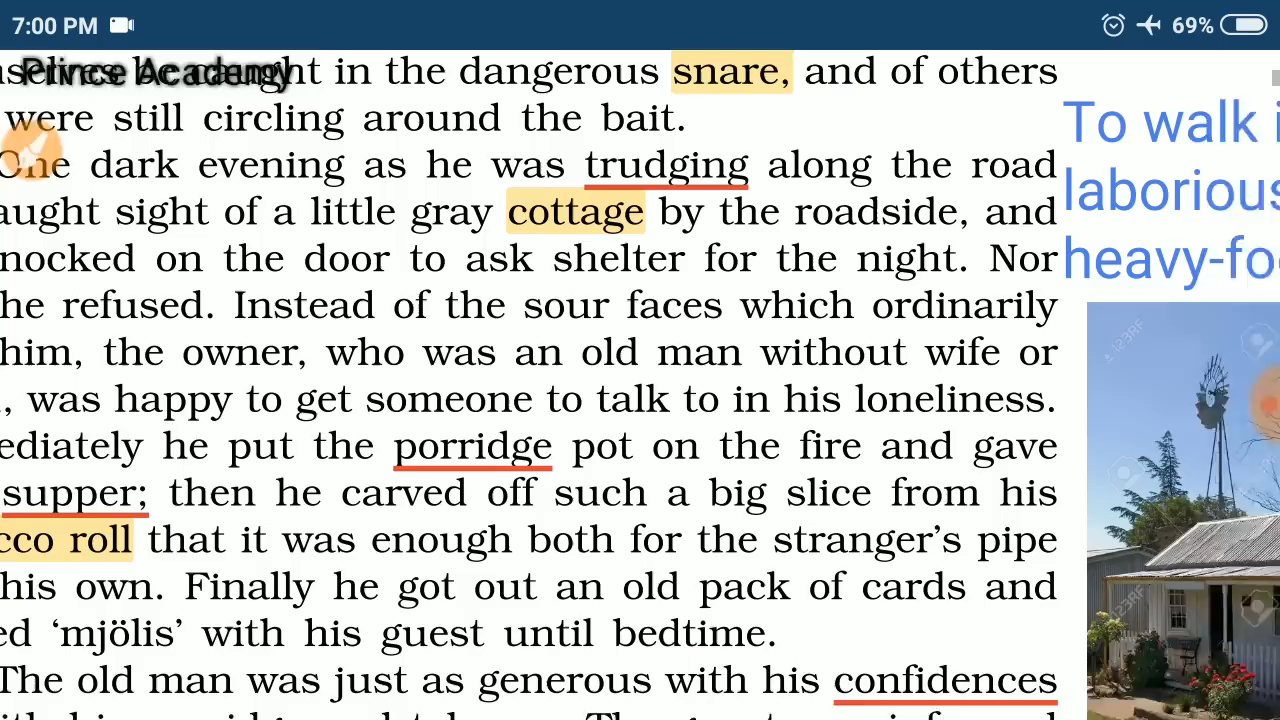 7:00 PM
69%
Prince Academy
be caught in the dangerous snare, and of others
were still circling around the bait.
One dark evening as he was trudging along the road
aught sight of a little gray cottage by the roadside, and
nocked on the door to ask shelter for the night. Nor
he refused. Instead of the sour faces which ordinarily
him, the owner, who was an old man without wife or
, was happy to get someone to talk to in his loneliness.
ediately he put the porridge pot on the fire and gave
supper; then he carved off such a big slice from his
cco roll that it was enough both for the stranger's pipe
his own. Finally he got out an old pack of cards and
ed ‘mjölis’ with his guest until bedtime.
The old man was just as generous with his confidences
To walk i
laborious
heavy-fo
123RF
123RF
123RF